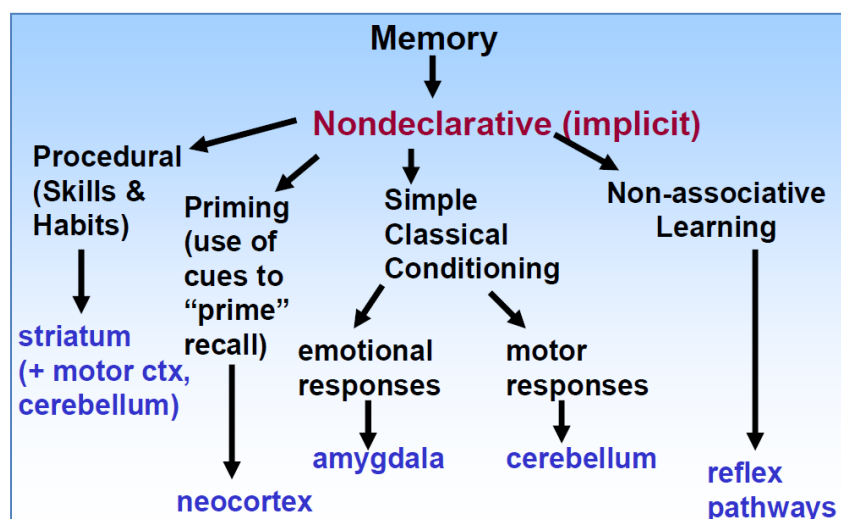 Memory
Nondeclarative (implicit)
Procedural
(Skills &
Habits)
striatum
(+ motor ctx,
cerebellum)
Priming
(use of
cues to
“prime”
recall)
neocortex
Simple
Classical
Conditioning
emotional
responses
amygdala
motor
responses
cerebellum
Non-associative
Learning
reflex
pathways